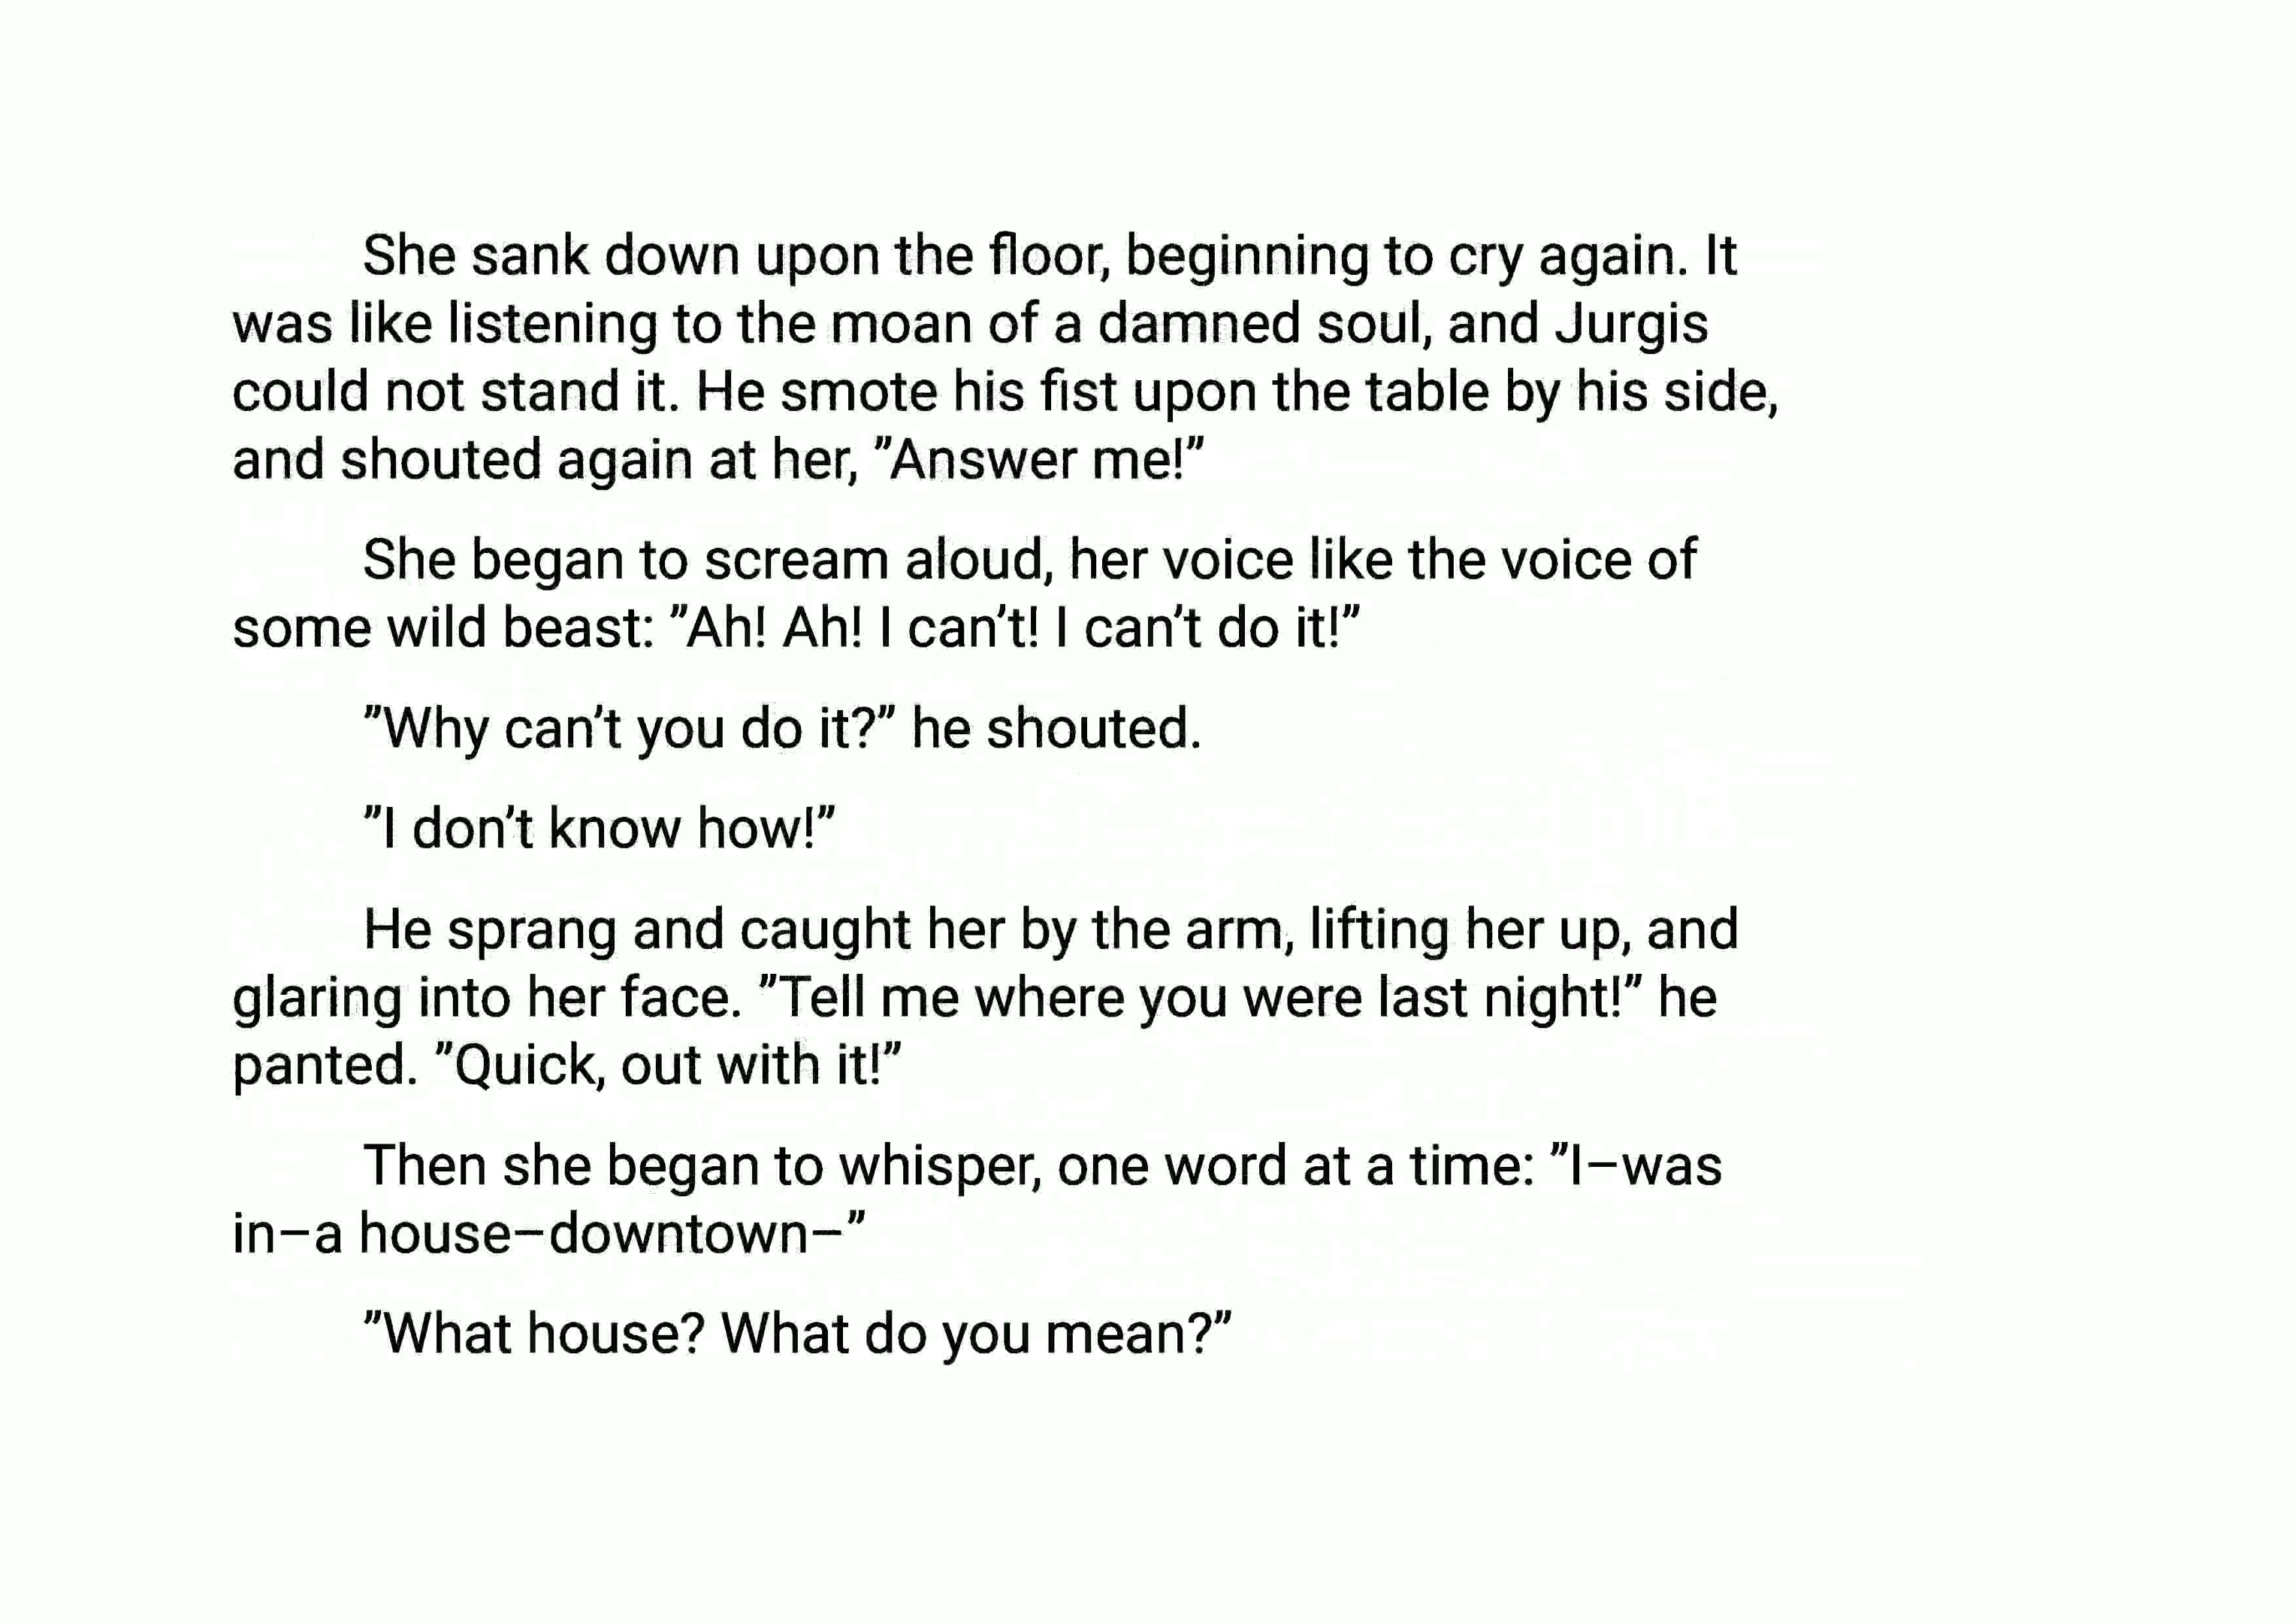 She sank down upon the floor, beginning to cry again. It
was like listening to the moan of a damned soul, and Jurgis
could not stand it. He smote his fist upon the table by his side,
and shouted again at her, ”Answer me!”
She began to scream aloud, her voice like the voice of
some wild beast: ”Ah! Ah! I can’t! I can’t do it!”
”Why can’t you do it?” he shouted.
”I don’t know how!”
He sprang and caught her by the arm, lifting her up, and
glaring into her face. ”Tell me where you were last night!” he
panted. ”Quick, out with it!”
Then she began to whisper, one word at a time: ”I–was
in–a house–downtown–”
”What house? What do you mean?”